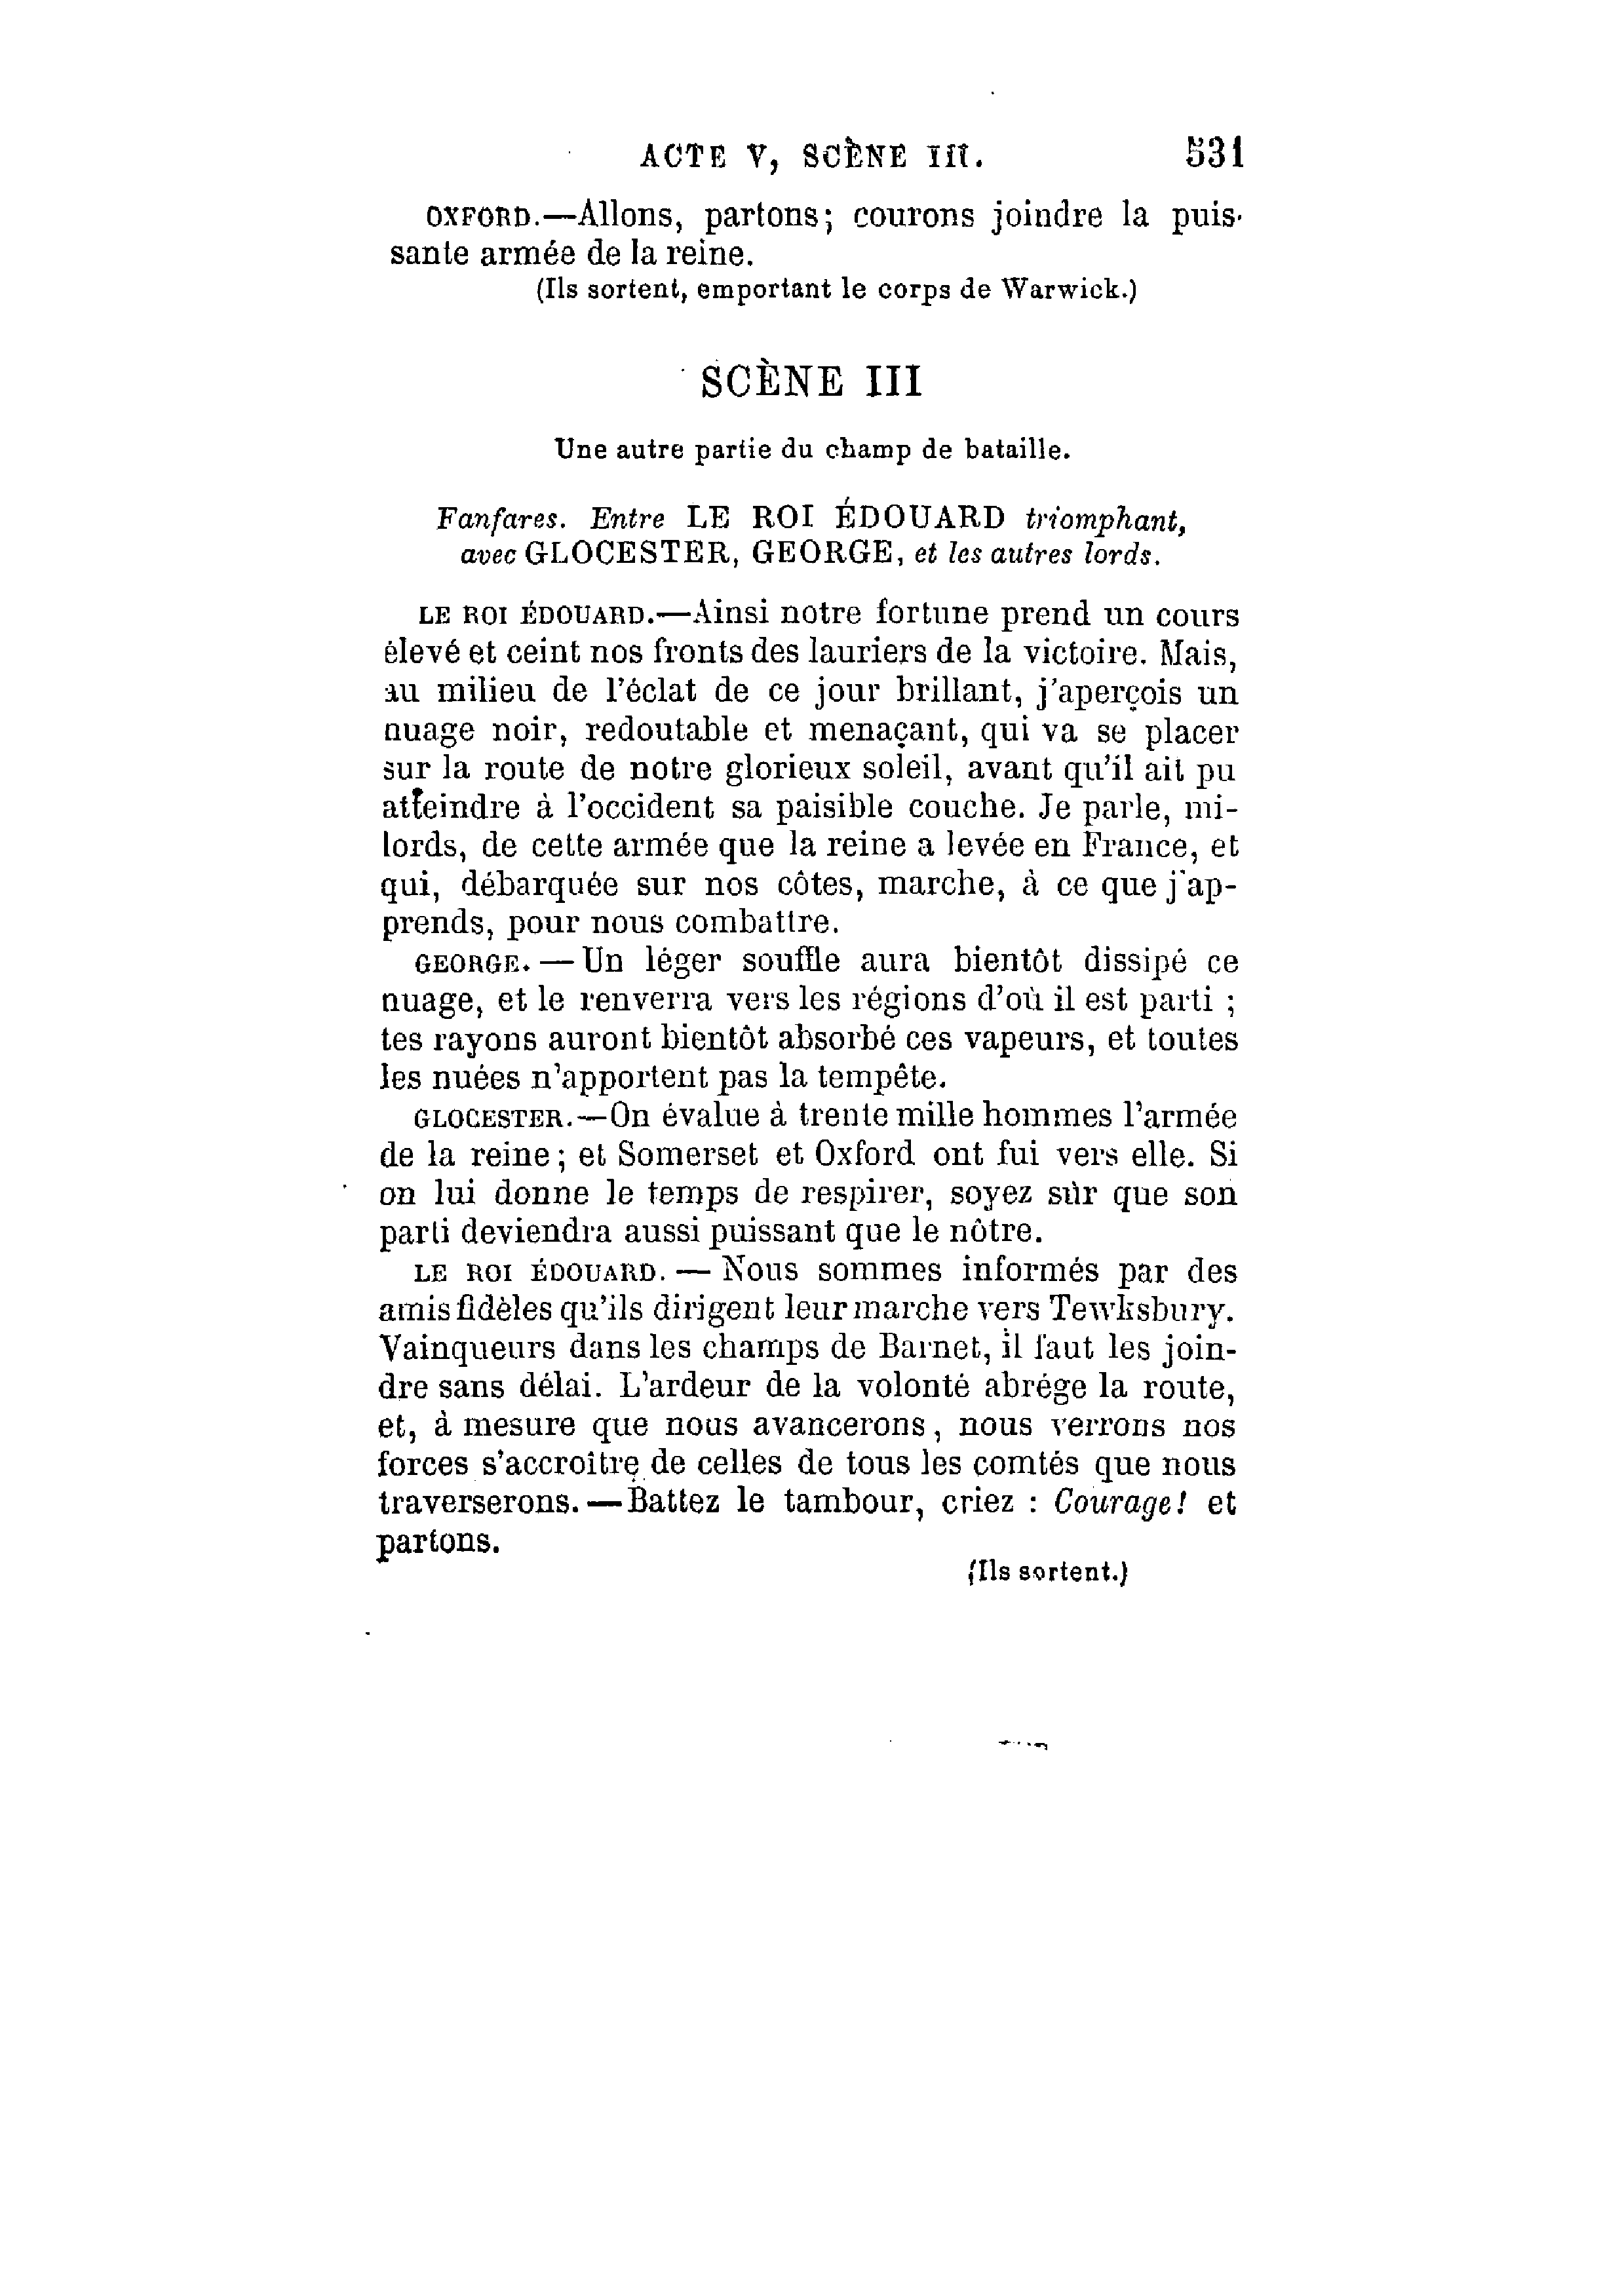 ACTE V, SCÈNE III. 531
OXFORD.—Allons, partons; courons joindre la puis-
sante armée de la reine.
(Ils sortent, emportant le corps de Warwick.)
SCÈNE III
Une autre partie du champ de bataille.
Fanfares. Entre LE ROI ÉDOUARD triomphant,
avec GLOCESTER, GEORGE, et les autres lords.
LE ROI ÉDOUARD.—Ainsi notre fortune prend un cours
élevé et ceint nos fronts des lauriers de la victoire. Mais,
au milieu de l'éclat de ce jour brillant, j'aperçois un
nuage noir, redoutable et menaçant, qui va se placer
sur la route de notre glorieux soleil, avant qu'il ait pu
atteindre à l'occident sa paisible couche. Je parle, mi-
lords, de cette armée que la reine a levée en France, et
qui, débarquée sur nos côtes, marche, à ce que j'ap-
prends, pour nous combattre.
GEORGE. — Un léger souffle aura bientôt dissipé ce
nuage, et le renverra vers les régions d'où il est parti ;
tes rayons auront bientôt absorbé ces vapeurs, et toutes
les nuées n'apportent pas la tempête.
GLOCESTER.—On évalue à trente mille hommes l'armée
de la reine; et Somerset et Oxford ont fui vers elle. Si
on lui donne le temps de respirer, soyez sûr que son
parti deviendra aussi puissant que le nôtre.
LE ROI ÉDOUARD. — Nous sommes informés par des
amis fidèles qu'ils dirigent leur marche vers Tewksbury.
Vainqueurs dans les champs de Barnet, il faut les join-
dre sans délai. L'ardeur de la volonté abrége la route,
et, à mesure que nous avancerons, nous verrons nos
forces s'accroître de celles de tous les comtés que nous
traverserons. — Battez le tambour, criez : Courage! et
partons.
(Ils sortent.)